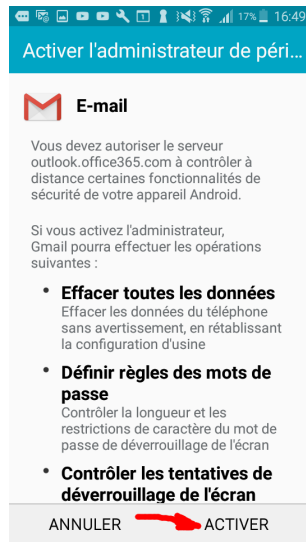 17% 16:49
Activer l'administrateur de péri...
E-mail
Vous devez autoriser le serveur
outlook.office365.com à contrôler à
distance certaines fonctionnalités de
sécurité de votre appareil Android.
Si vous activez l'administrateur,
Gmail pourra effectuer les opérations
suivantes :
• Effacer toutes les données
Effacer les données du téléphone
sans avertissement, en rétablissant
la configuration d'usine
• Définir règles des mots de
passe
Contrôler la longueur et les
restrictions de caractère du mot de
passe de déverrouillage de l'écran
• Contrôler les tentatives de
déverrouillage de l'écran
ANNULER ACTIVER